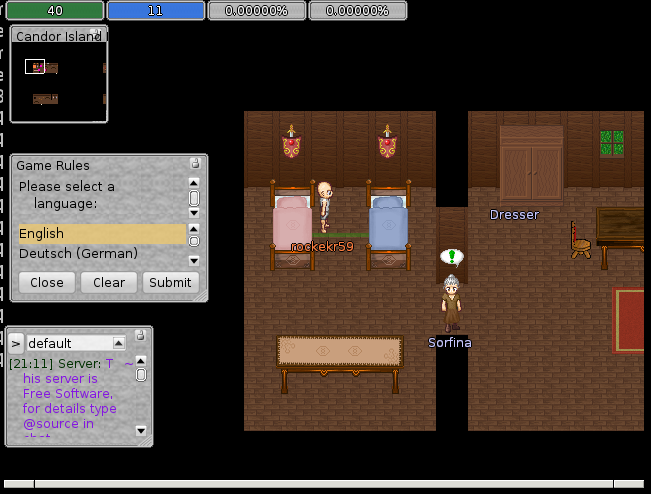 40 11 0.00000% 0.00000%
Candor Island
Game Rules
Please select a
language:
English
Deutsch (German)
Close Clear Submit
> default
[21:11] Server: T ~
his server is
Free Software,
for details type
@source in
Dresser
rockekr59
Sorfina